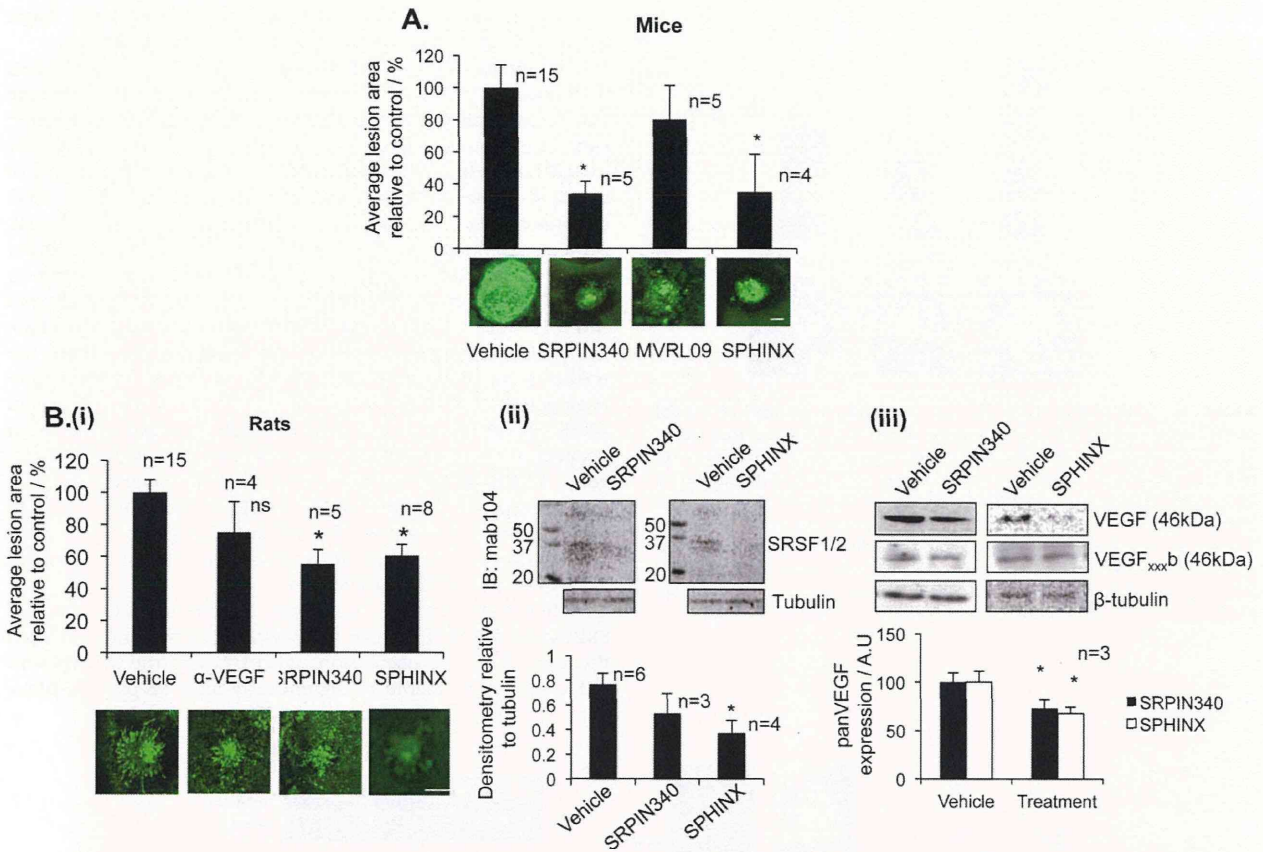 A.
Mice
Average lesion area
relative to control / %
120
100
80
60
40
20
0
n=15
*
n=5
n=5
*
n=4
Vehicle SRPIN340 MVRL09 SPHINX
B.(i)
Rats
Average lesion area
relative to control / %
120
100
80
60
40
20
0
n=15
n=4
ns
n=5
*
n=8
*
Vehicle α-VEGF SRPIN340 SPHINX
(ii)
Vehicle
SRPIN340
Vehicle
SPHINX
IB: mab104
50
37
20
50
37
20
SRSF1/2
Tubulin
Densitometry relative
to tubulin
1
0.8
0.6
0.4
0.2
0
n=6
n=3
*
n=4
Vehicle
SRPIN340
SPHINX
(iii)
Vehicle
SRPIN340
Vehicle
SPHINX
VEGF (46kDa)
VEGFxxxb (46kDa)
β-tubulin
panVEGF
expression / A.U
150
100
50
0
n=3
* *
SRPIN340
SPHINX
Vehicle Treatment